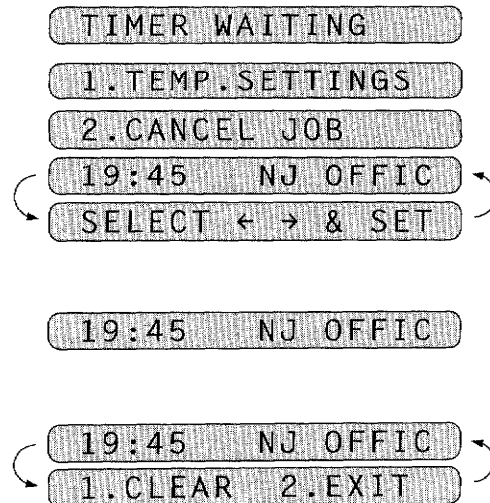 TIMER WAITING
1.TEMP.SETTINGS
2.CANCEL JOB
19:45 NJ OFFIC
SELECT ← → & SET
19:45 NJ OFFIC
19:45 NJ OFFIC
1.CLEAR 2.EXIT